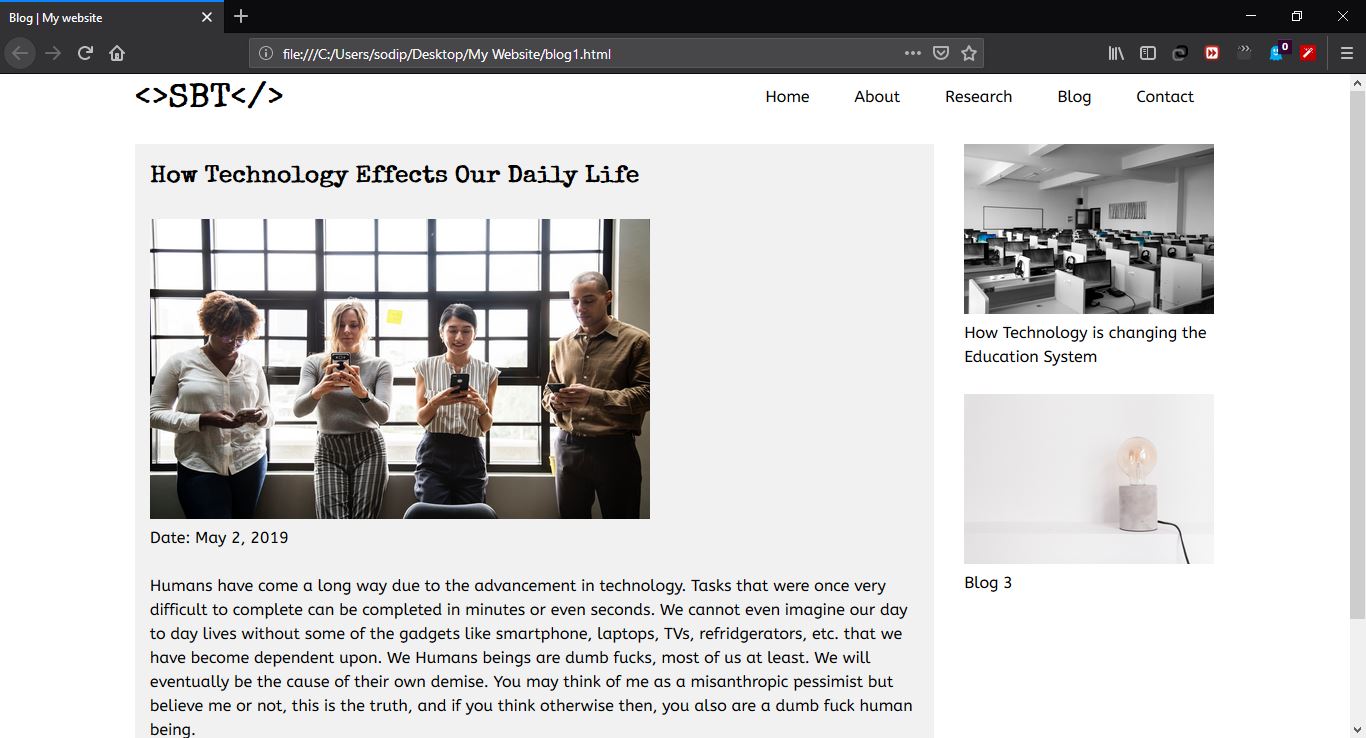 Blog | My website
file:///C:/Users/sodip/Desktop/My Website/blog1.html
0
<>SBT</>
Home About Research Blog Contact
How Technology Effects Our Daily Life
Date: May 2, 2019
Humans have come a long way due to the advancement in technology. Tasks that were once very
difficult to complete can be completed in minutes or even seconds. We cannot even imagine our day
to day lives without some of the gadgets like smartphone, laptops, TVs, refridgerators, etc. that we
have become dependent upon. We Humans beings are dumb fucks, most of us at least. We will
eventually be the cause of their own demise. You may think of me as a misanthropic pessimist but
believe me or not, this is the truth, and if you think otherwise then, you also are a dumb fuck human
being.
How Technology is changing the
Education System
Blog 3